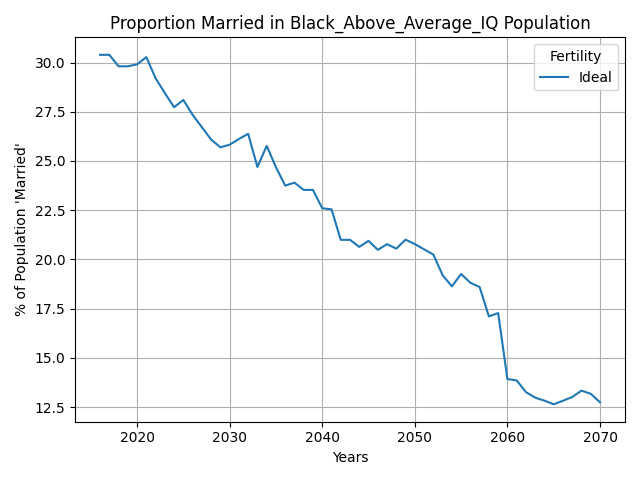 Proportion Married in Black_Above_Average_IQ Population
% of Population 'Married'
30.0
27.5
25.0
22.5
20.0
17.5
15.0
12.5
Fertility
Ideal
2020 2030 2040 2050 2060 2070
Years